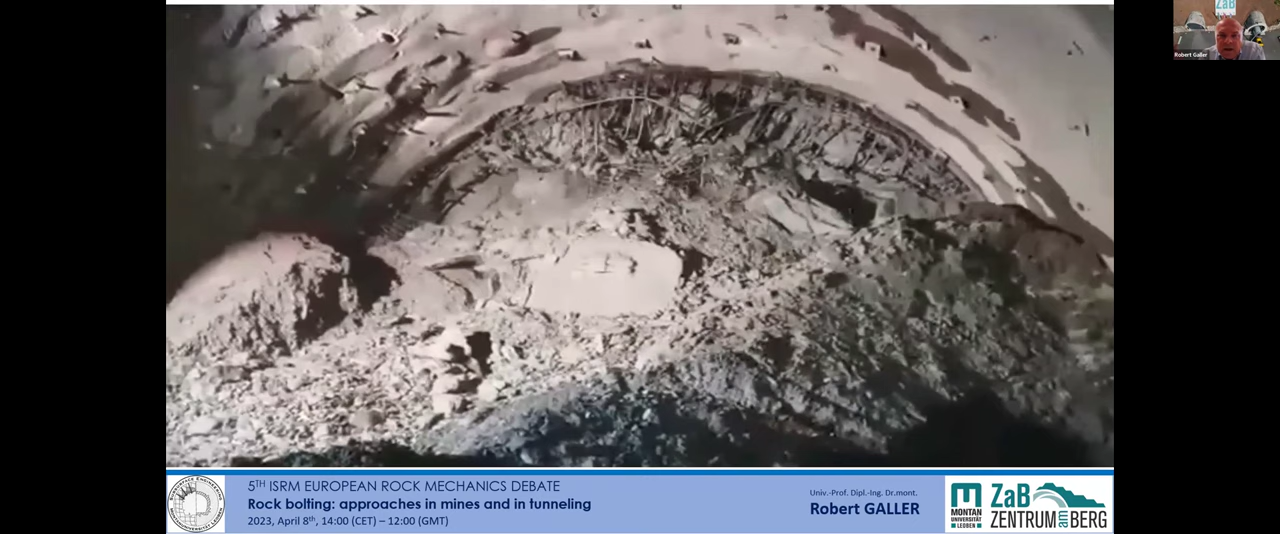 ZaB
Robert Galler
5TH ISRM EUROPEAN ROCK MECHANICS DEBATE
Rock bolting: approaches in mines and in tunneling
2023, April 8th, 14:00 (CET) – 12:00 (GMT)
Univ.-Prof. Dipl.-Ing. Dr.mont.
Robert GALLER
MONTAN
UNIVERSITÄT
LEOBEN
ZaB
ZENTRUM am BERG